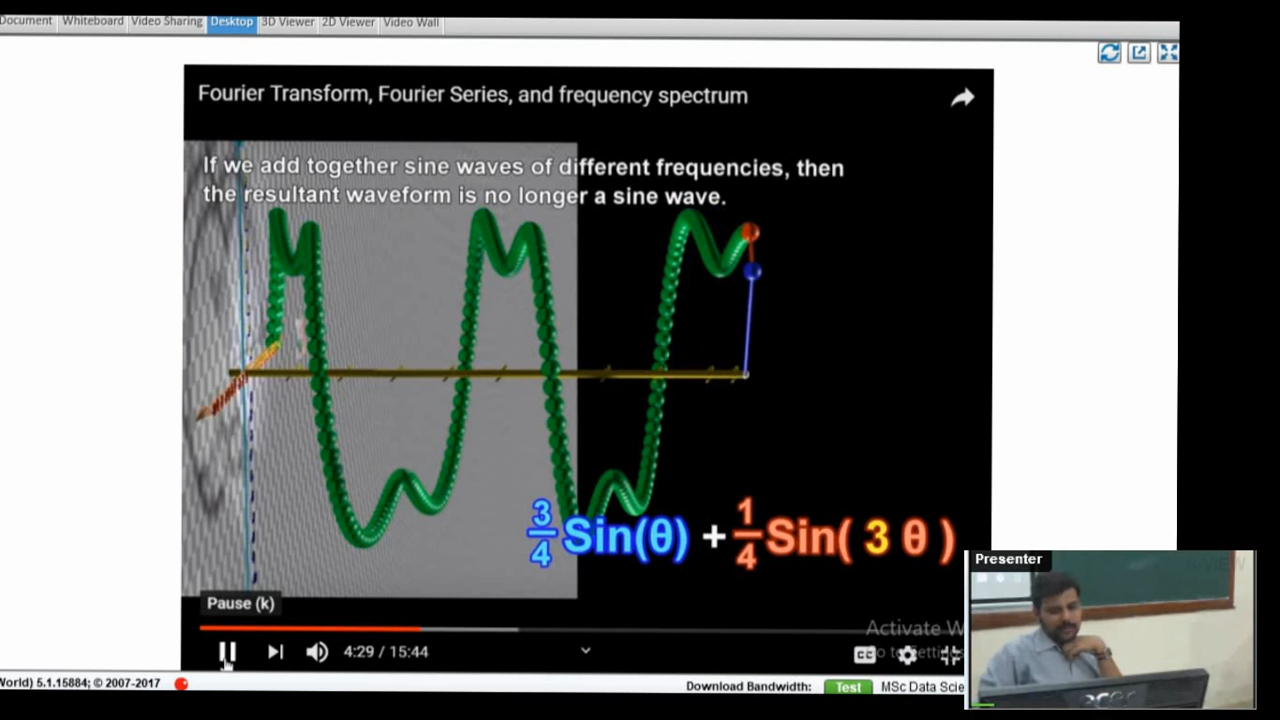 Document Whiteboard Video Sharing Desktop 3D Viewer 2D Viewer Video Wall
Fourier Transform, Fourier Series, and frequency spectrum
If we add together sine waves of different frequencies, then
the resultant waveform is no longer a sine wave.
3/4 Sin(θ) + 1/4 Sin( 3 θ )
Presenter
Pause (k)
Activate W
4:29 / 15:44
CC
World) 5.1.15884; © 2007-2017
Download Bandwidth: Test MSc Data Scie
acer